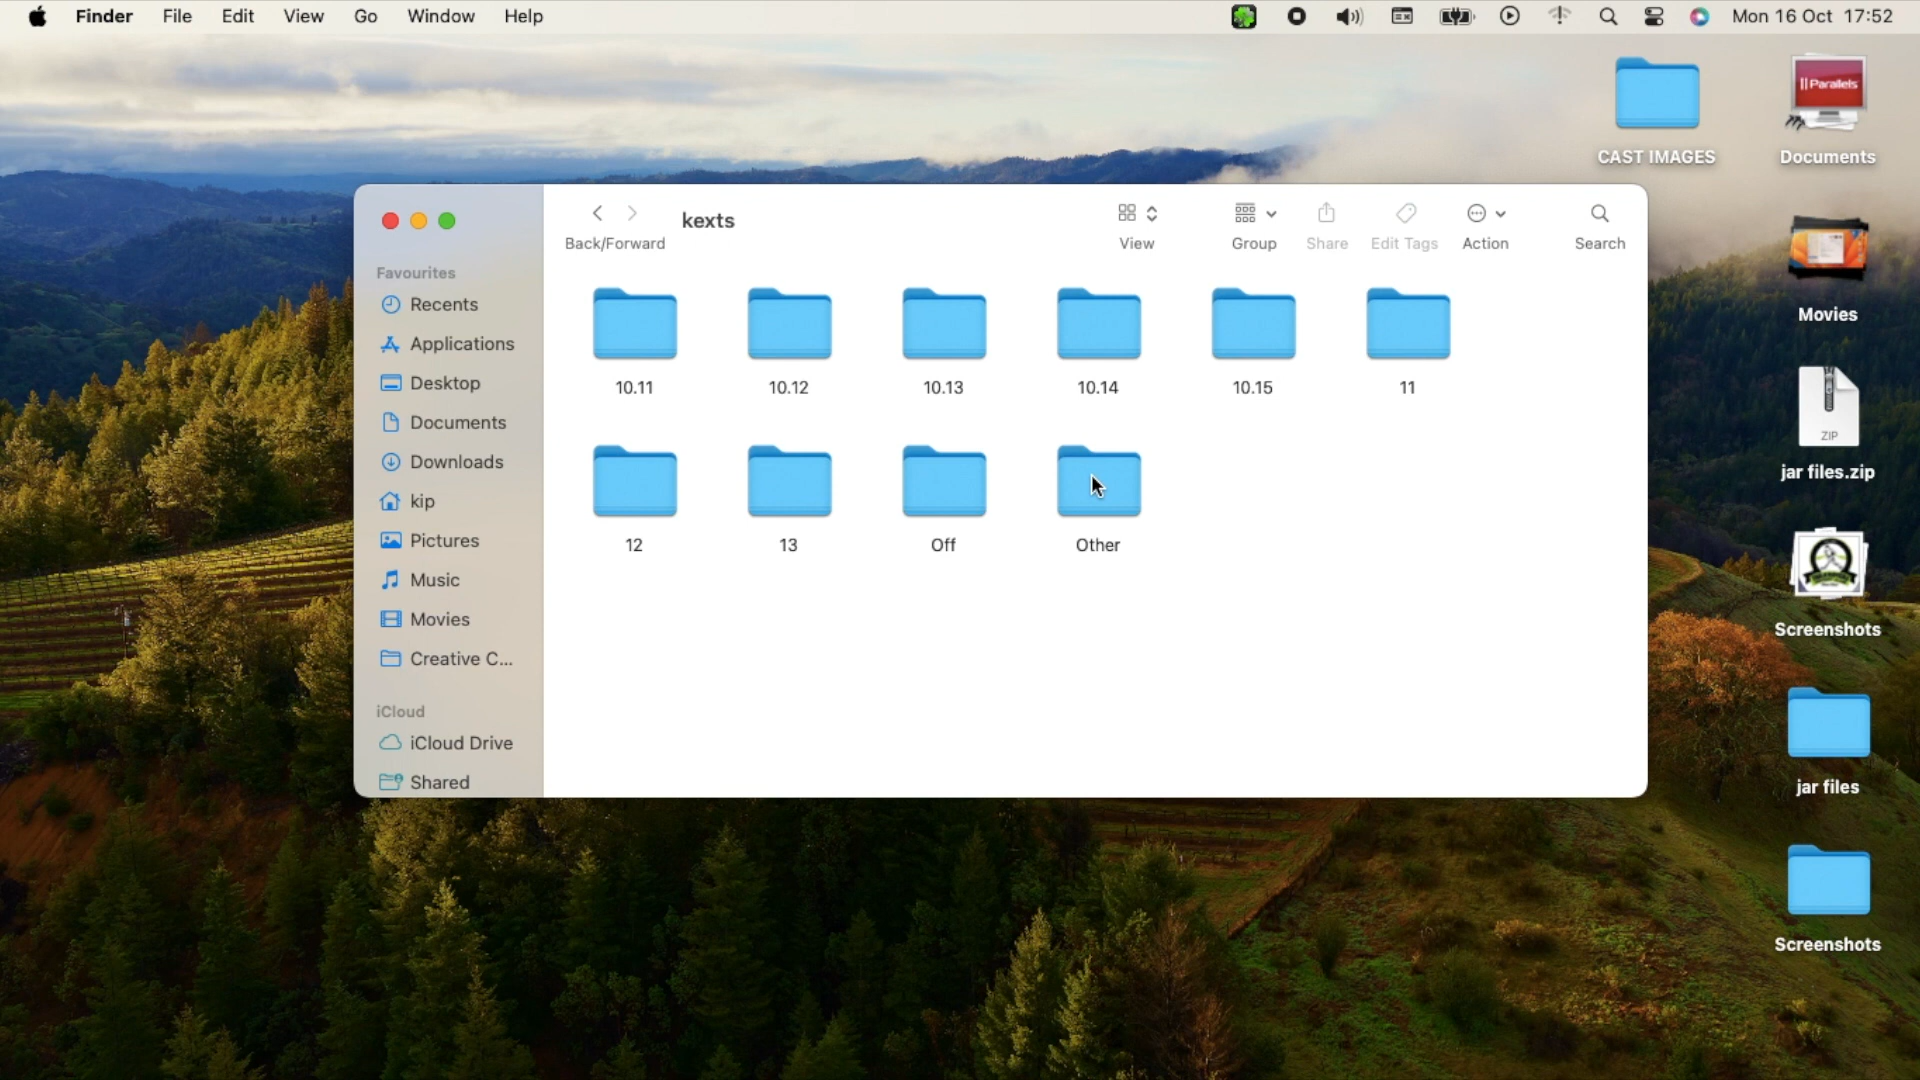 Finder File Edit View Go Window Help Mon 16 Oct 17:52
|| Parallels
CAST IMAGES Documents
kexts
Back/Forward View Group Share Edit Tags Action Search
Favourites
Recents
Applications
Desktop
Documents
Downloads
kip
Pictures
Music
Movies
Creative C...
iCloud
iCloud Drive
Shared
10.11 10.12 10.13 10.14 10.15 11
12 13 Off Other
Movies
ZIP
jar files.zip
Screenshots
jar files
Screenshots